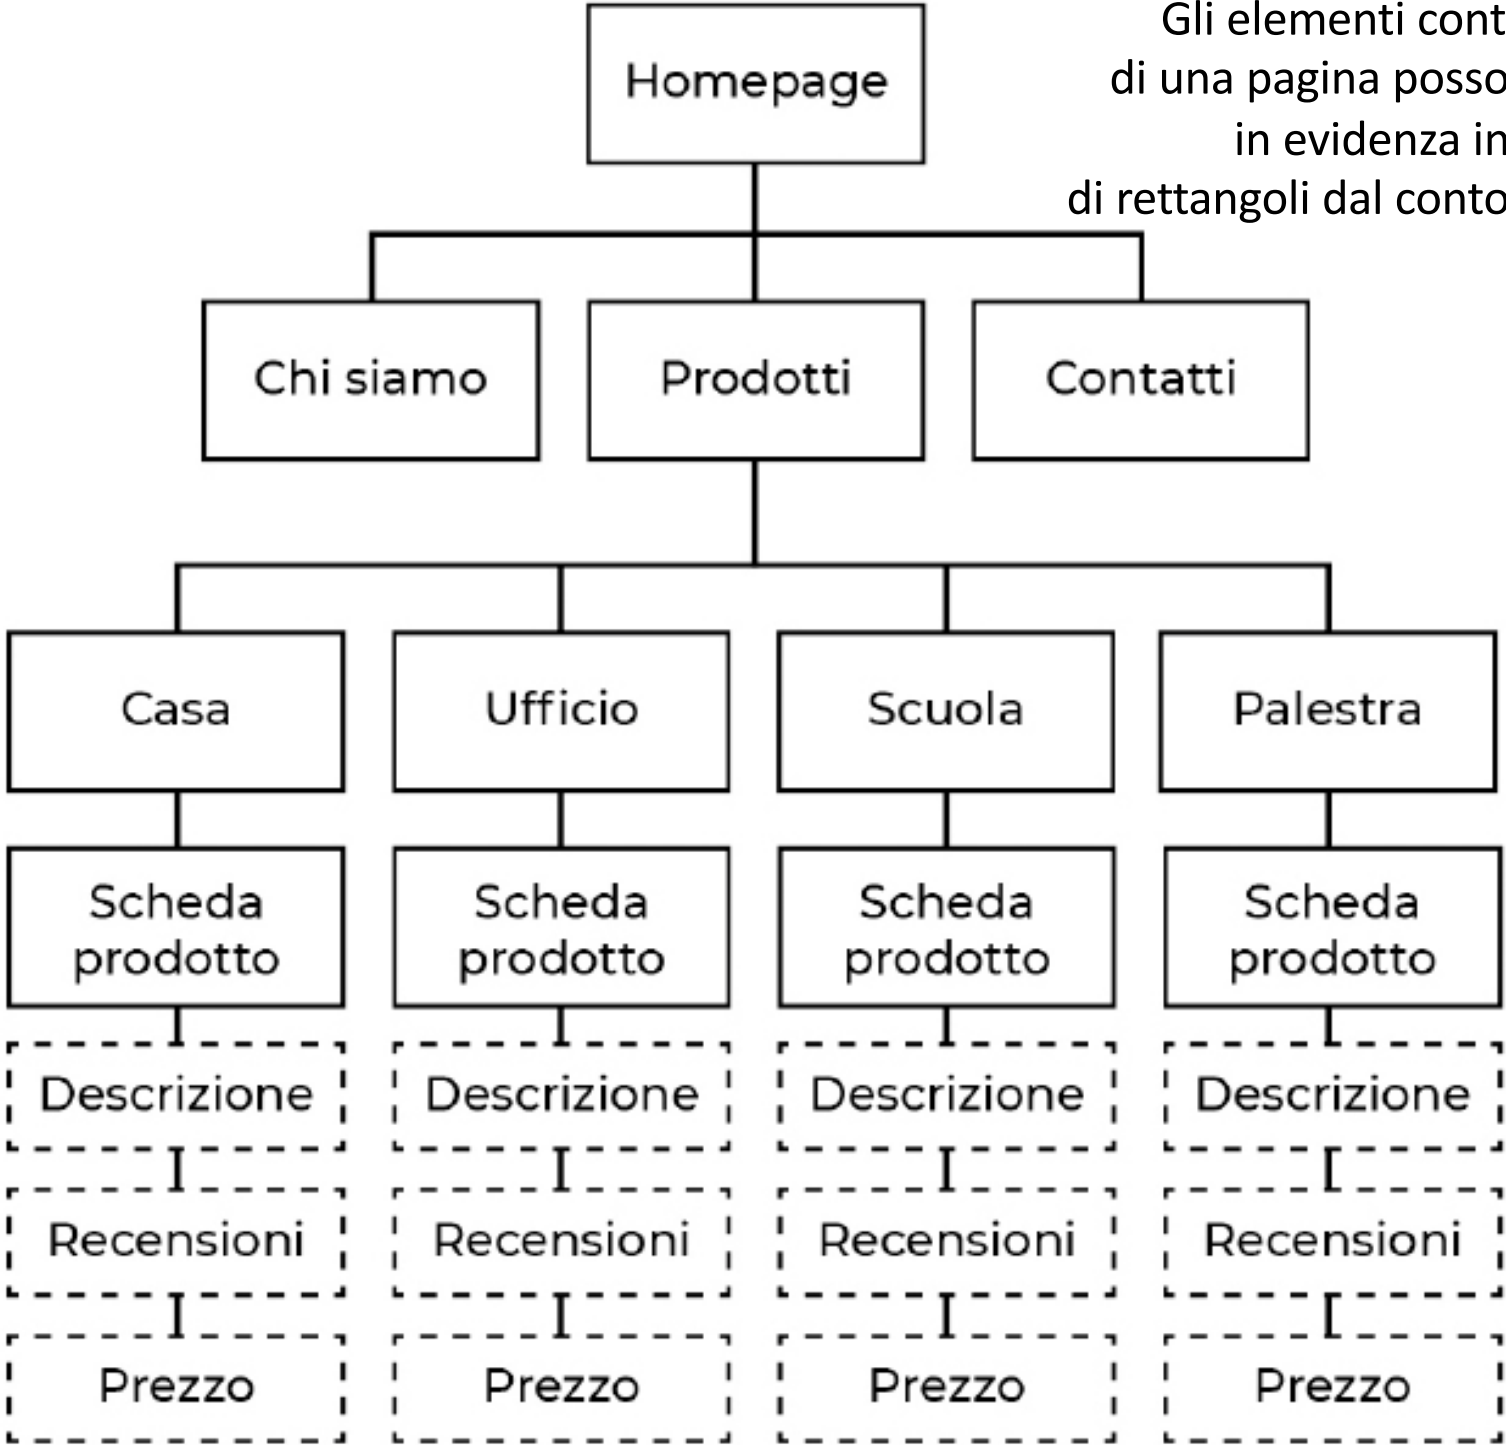 Gli elementi cont
di una pagina posso
in evidenza in
di rettangoli dal conto
Homepage
Chi siamo
Prodotti
Contatti
Casa
Ufficio
Scuola
Palestra
Scheda
prodotto
Scheda
prodotto
Scheda
prodotto
Scheda
prodotto
Descrizione
Descrizione
Descrizione
Descrizione
Recensioni
Recensioni
Recensioni
Recensioni
Prezzo
Prezzo
Prezzo
Prezzo